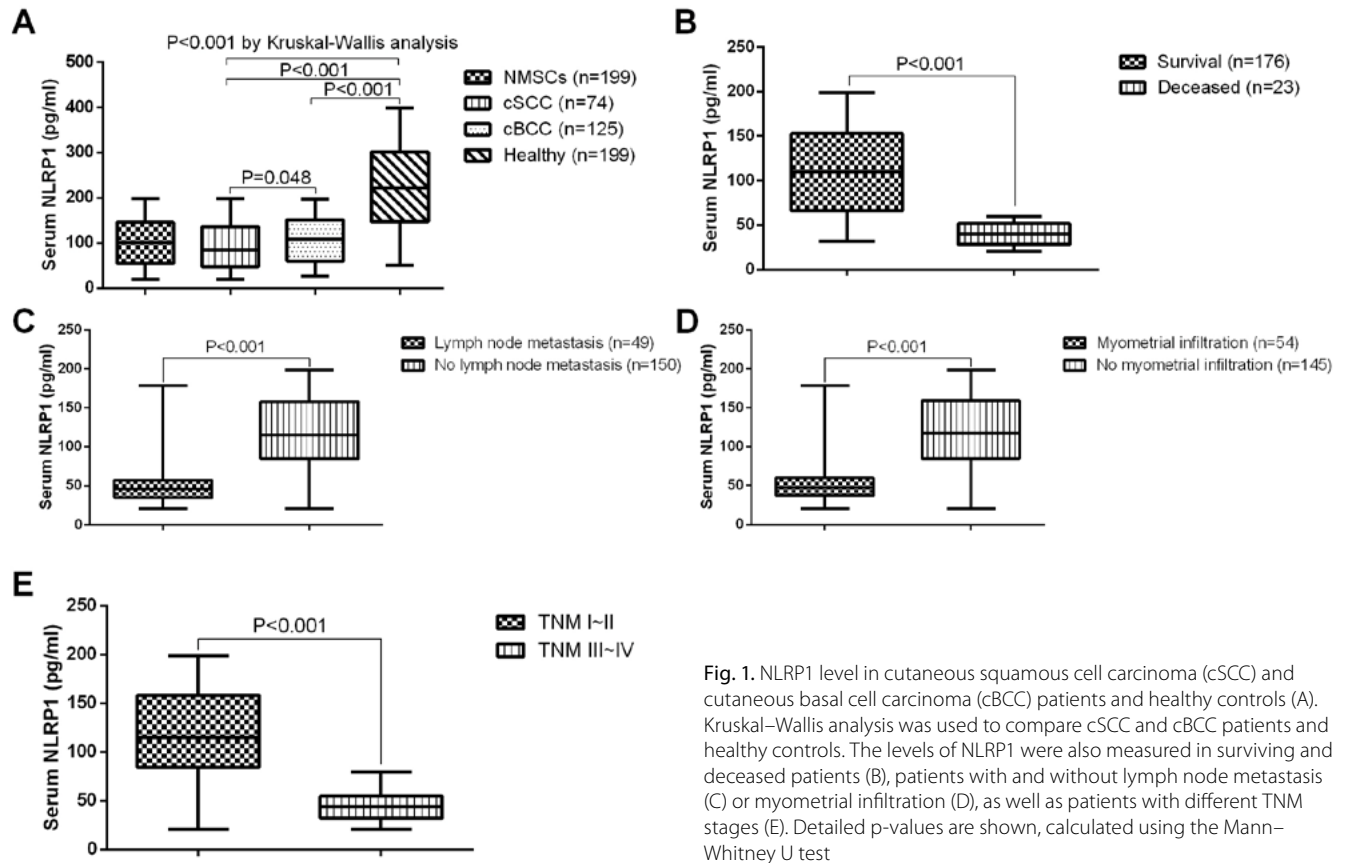 A
P<0.001 by Kruskal-Wallis analysis
P<0.001
P<0.001
P=0.048
Serum NLRP1 (pg/ml)
500
400
300
200
100
0
NMSCs (n=199)
cSCC (n=74)
cBCC (n=125)
Healthy (n=199)
B
P<0.001
Serum NLRP1 (pg/ml)
250
200
150
100
50
0
Survival (n=176)
Deceased (n=23)
C
P<0.001
Serum NLRP1 (pg/ml)
250
200
150
100
50
0
Lymph node metastasis (n=49)
No lymph node metastasis (n=150)
D
P<0.001
Serum NLRP1 (pg/ml)
250
200
150
100
50
0
Myometrial infiltration (n=54)
No myometrial infiltration (n=145)
E
P<0.001
Serum NLRP1 (pg/ml)
250
200
150
100
50
0
TNM I~II
TNM III~IV
Fig. 1. NLRP1 level in cutaneous squamous cell carcinoma (cSCC) and
cutaneous basal cell carcinoma (cBCC) patients and healthy controls (A).
Kruskal–Wallis analysis was used to compare cSCC and cBCC patients and
healthy controls. The levels of NLRP1 were also measured in surviving and
deceased patients (B), patients with and without lymph node metastasis
(C) or myometrial infiltration (D), as well as patients with different TNM
stages (E). Detailed p-values are shown, calculated using the Mann–
Whitney U test